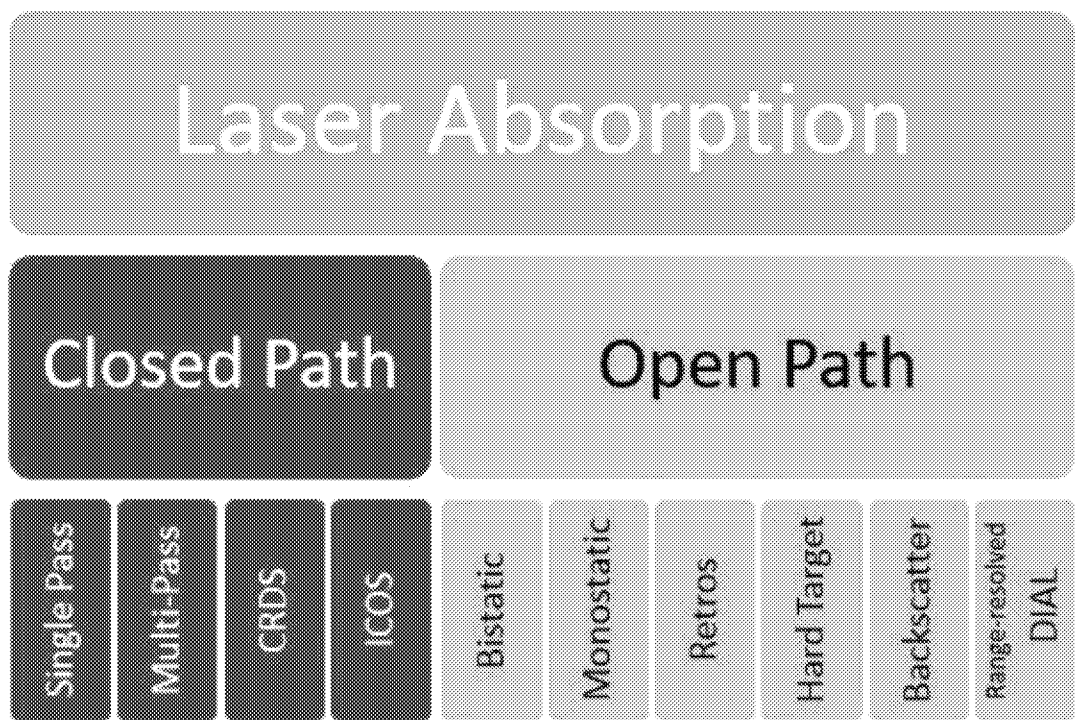 Laser Absorption
Closed Path
Open Path
Single Pass
Multi-Pass
CRDS
ICOS
Bistatic
Monostatic
Retros
Hard Target
Backscatter
Range-resolved
DIAL